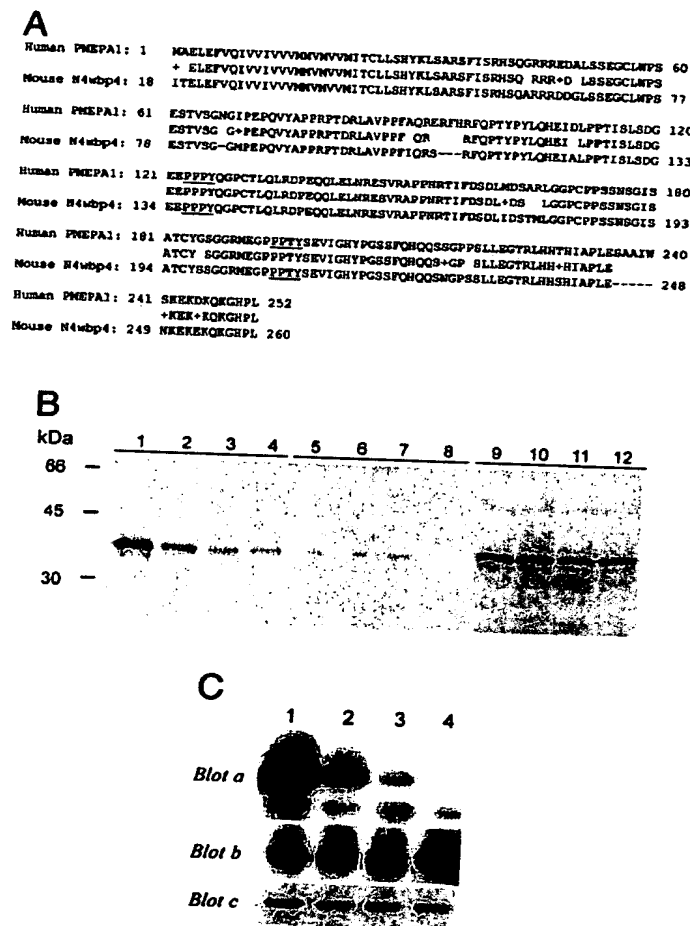 A
Human PMEPA1: 1 MAELEFVQIVVIVVVMMVMVVMITCLLSHYKLSARSFISRHSQGRRREDALSSEGCLWPS 60
+ ELEFVQIVVIVVVMMVMVVMITCLLSHYKLSARSFISRHSQ RRR+D LSSEGCLWPS
Mouse N4wbp4: 18 ITELEFVQIVVIVVVMMVMVVMITCLLSHYKLSARSFISRHSQARRRDDGLSSEGCLWPS 77
Human PMEPA1: 61 ESTVSGNGIPEPQVYAPPRPTDRLAVPPFAQRERFHRFQPTYPYLQHEIDLPPTISLSDG 120
ESTVSG G+PEPQVYAPPRPTDRLAVPPF QR RFQPTYPYLQHEI LPPTISLSDG
Mouse N4wbp4: 78 ESTVSG-GMPEPQVYAPPRPTDRLAVPPFIQRS---RFQPTYPYLQHEIALPPTISLSDG 133
Human PMEPA1: 121 EEPPPYQGPCTLQLRDPEQQLELNRESVRAPPNRTIFDSDLMDSARLGGPCPPSSNSGIS 180
EEPPPYQGPCTLQLRDPEQQLELNRESVRAPPNRTIFDSDL+DS LGGPCPPSSNSGIS
Mouse N4wbp4: 134 EEPPPYQGPCTLQLRDPEQQLELNRESVRAPPNRTIFDSDLIDSTMLGGPCPPSSNSGIS 193
Human PMEPA1: 181 ATCYGSGGRMEGPPPTYSEVIGHYPGSSFQHQQSSGPPSLLEGTRLHHTHIAPLESAAIW 240
ATCY SGGRMEGPPPTYSEVIGHYPGSSFQHQQS+GP SLLEGTRLHH+HIAPLE
Mouse N4wbp4: 194 ATCYSSGGRMEGPPPTYSEVIGHYPGSSFQHQQSNGPSSLLEGTRLHHSHIAPLE----- 248
Human PMEPA1: 241 SKEKDKQKGHPL 252
+KEK+KQKGHPL
Mouse N4wbp4: 249 NKEKEKQKGHPL 260
B
kDa 1 2 3 4 5 6 7 8 9 10 11 12
66
45
30
C
1 2 3 4
Blot a
Blot b
Blot c